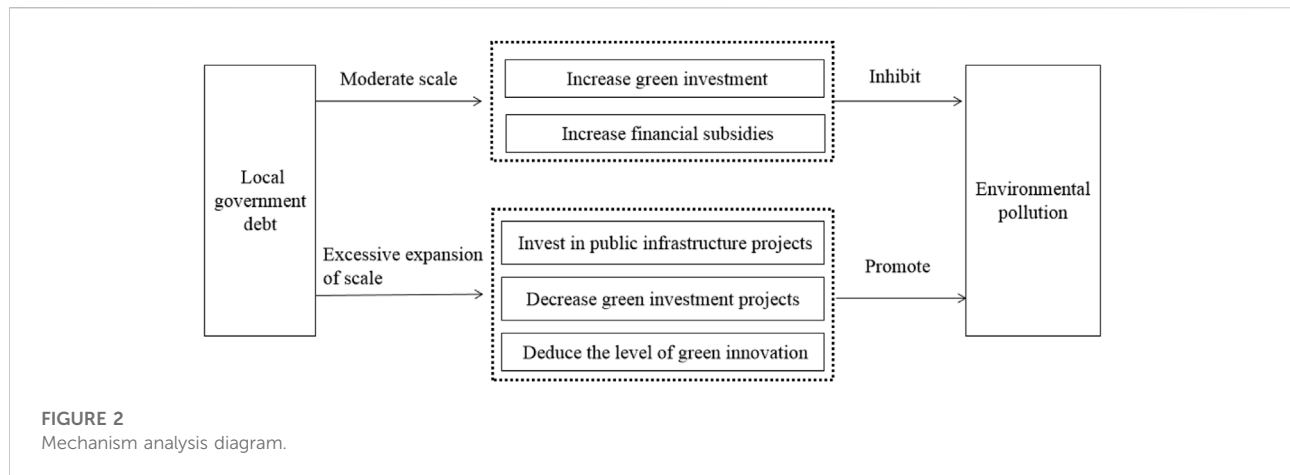 Local
government
debt
Moderate scale
Increase green investment
Increase financial subsidies
Inhibit
Excessive expansion
of scale
Invest in public infrastructure projects
Decrease green investment projects
Deduce the level of green innovation
Promote
Environmental
pollution
FIGURE 2
Mechanism analysis diagram.